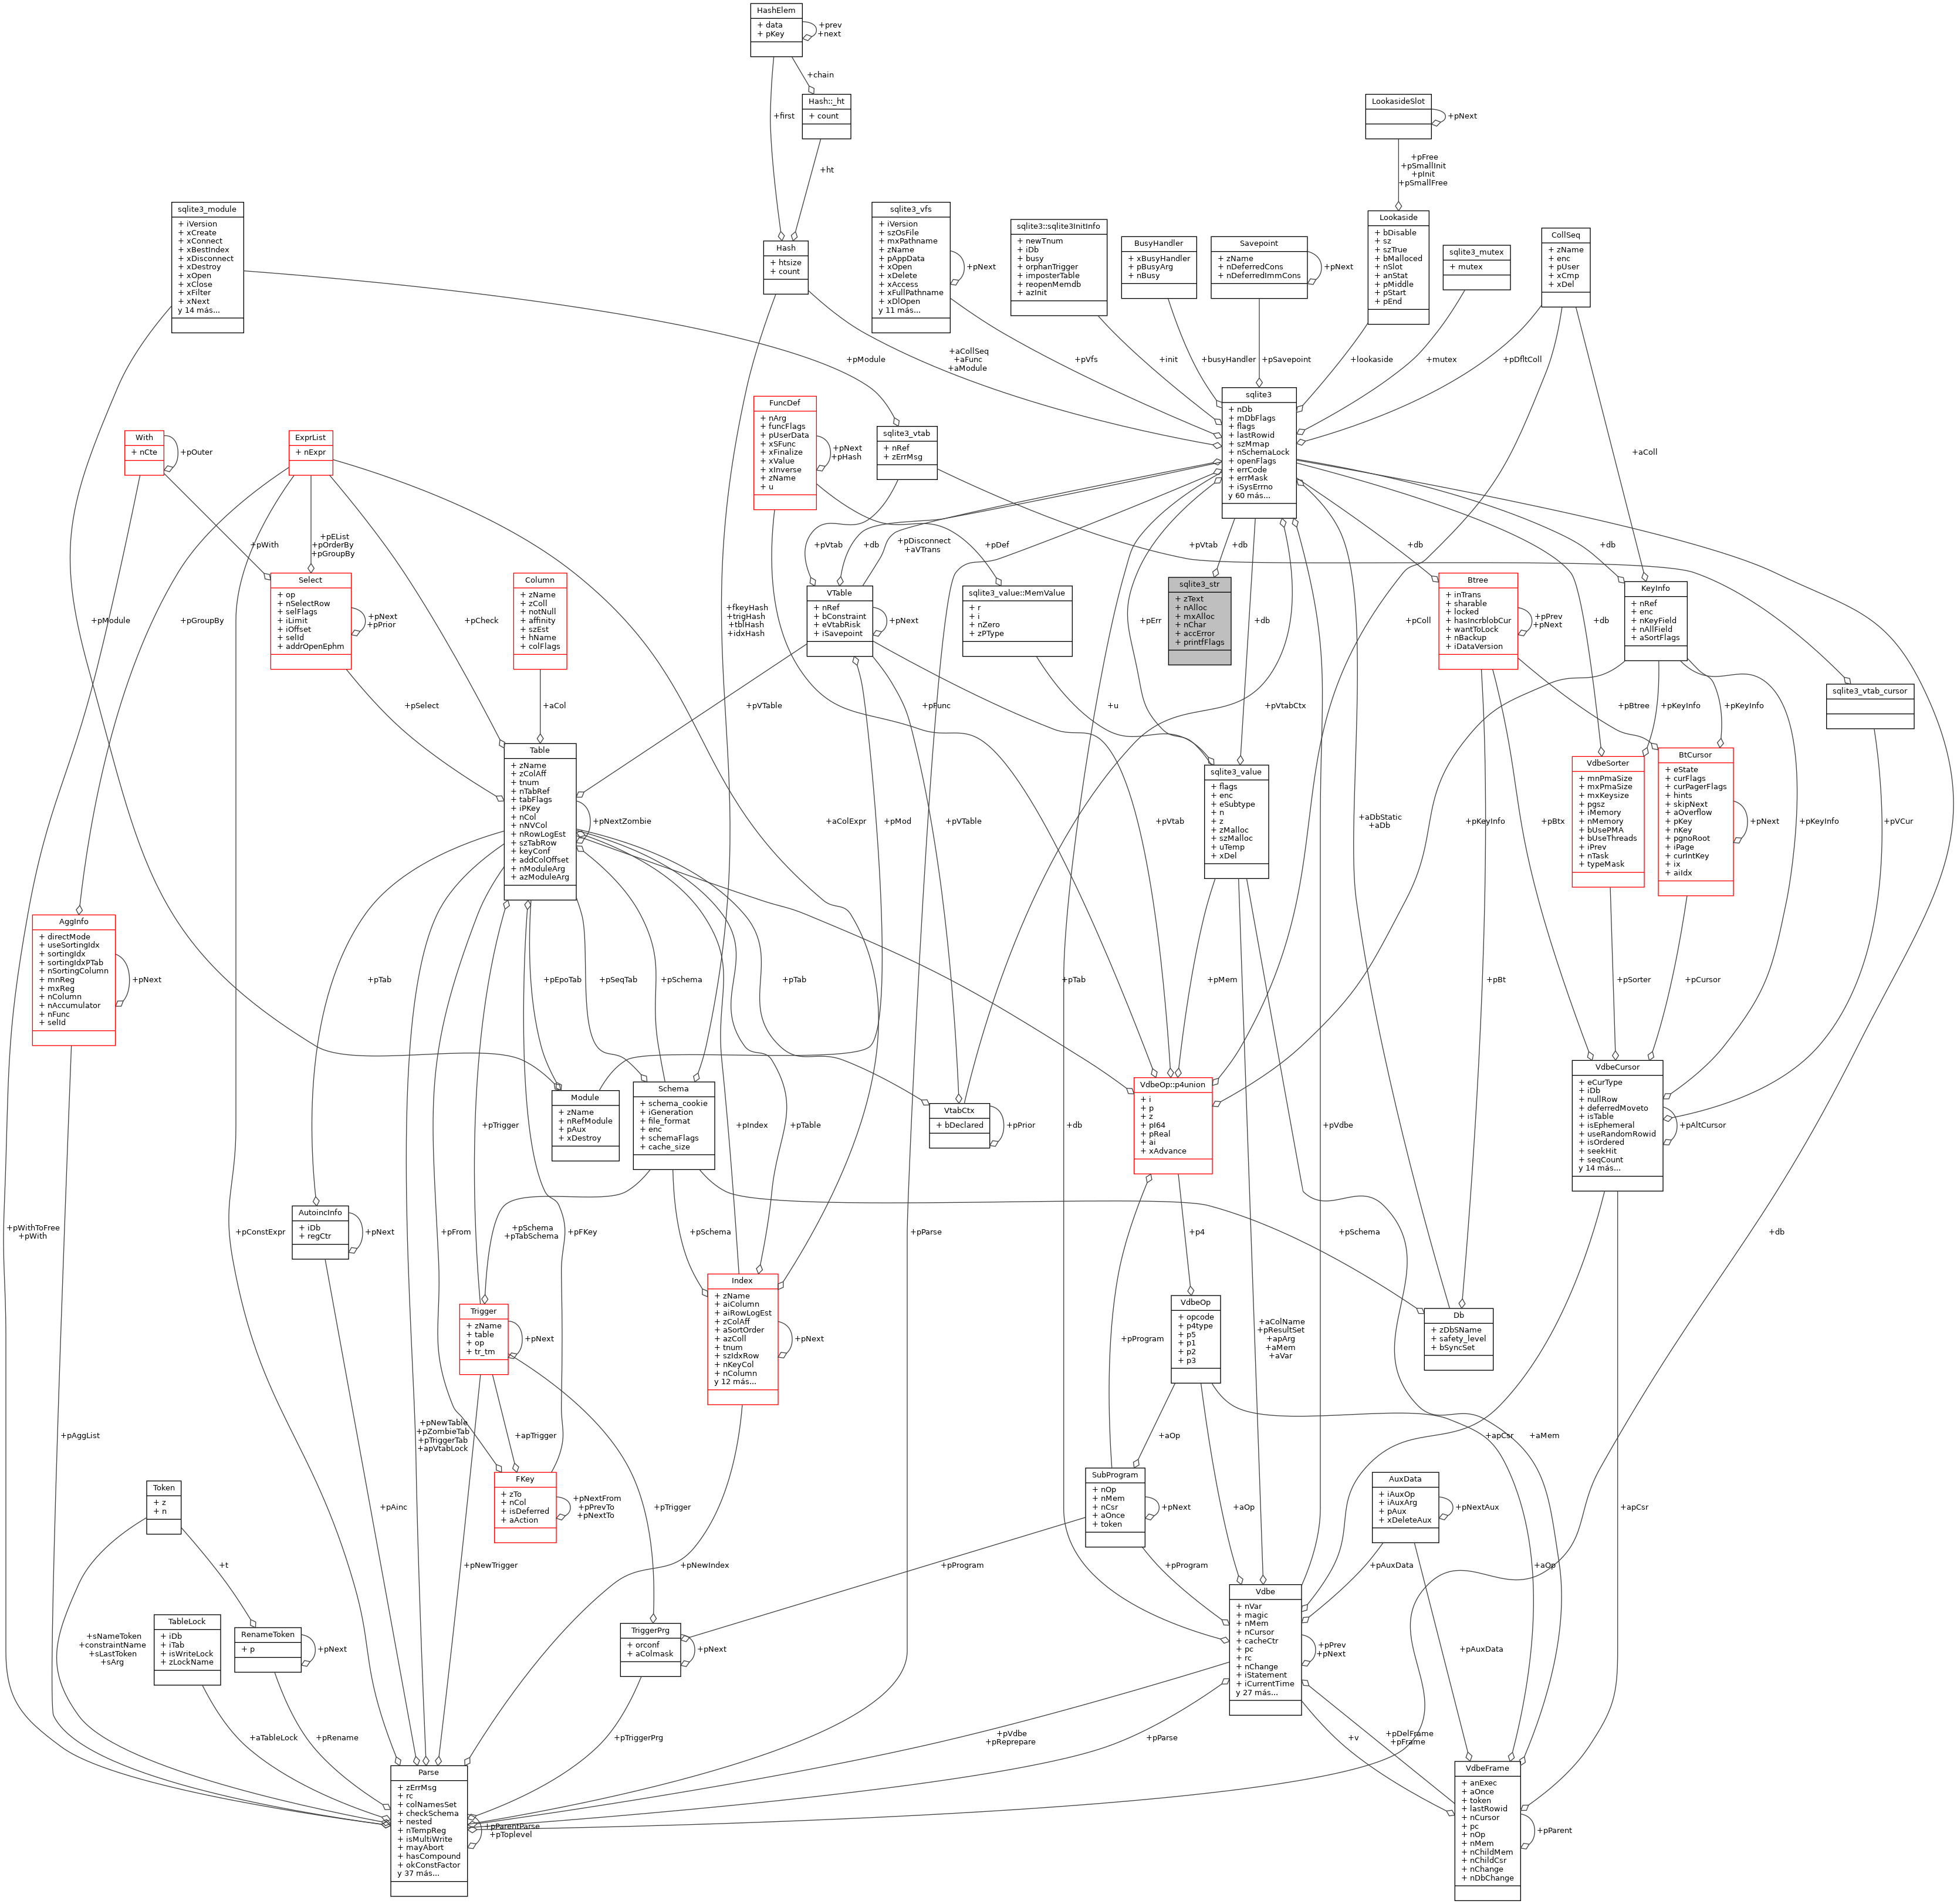 HashElem
+ data
+ pKey
+prev
+next
+chain
Hash::_ht
+ count
+first
+ht
LookasideSlot
+pNext
+pFree
+pSmallInit
+pInit
+pSmallFree
sqlite3_module
+ iVersion
+ xCreate
+ xConnect
+ xBestIndex
+ xDisconnect
+ xDestroy
+ xOpen
+ xClose
+ xFilter
+ xNext
y 14 más...
Hash
+ htsize
+ count
sqlite3_vfs
+ iVersion
+ szOsFile
+ mxPathname
+ zName
+ pAppData
+ xOpen
+ xDelete
+ xAccess
+ xFullPathname
+ xDlOpen
y 11 más...
+pNext
sqlite3::sqlite3InitInfo
+ newTnum
+ iDb
+ busy
+ orphanTrigger
+ imposterTable
+ reopenMemdb
+ azInit
BusyHandler
+ xBusyHandler
+ pBusyArg
+ nBusy
Savepoint
+ zName
+ nDeferredCons
+ nDeferredImmCons
+pNext
Lookaside
+ bDisable
+ sz
+ szTrue
+ bMalloced
+ nSlot
+ anStat
+ pMiddle
+ pStart
+ pEnd
sqlite3_mutex
+ mutex
CollSeq
+ zName
+ enc
+ pUser
+ xCmp
+ xDel
+pModule
+aCollSeq
+aFunc
+aModule
+pVfs
+init
+busyHandler
+pSavepoint
+lookaside
+mutex
+pDfltColl
With
+ nCte
+pOuter
ExprList
+ nExpr
FuncDef
+ nArg
+ funcFlags
+ pUserData
+ xSFunc
+ xFinalize
+ xValue
+ xInverse
+ zName
+ u
+pNext
+pHash
sqlite3_vtab
+ nRef
+ zErrMsg
sqlite3
+ nDb
+ mDbFlags
+ flags
+ lastRowid
+ szMmap
+ nSchemaLock
+ openFlags
+ errCode
+ errMask
+ iSysErrno
y 60 más...
+aColl
+pWith
+pEList
+pOrderBy
+pGroupBy
+pVtab
+db
+pDisconnect
+aVTrans
+pDef
+db
+pVtab
+db
+db
Select
+ op
+ nSelectRow
+ selFlags
+ iLimit
+ iOffset
+ selId
+ addrOpenEphm
+pNext
+pPrior
Column
+ zName
+ zColl
+ notNull
+ affinity
+ szEst
+ hName
+ colFlags
VTable
+ nRef
+ bConstraint
+ eVtabRisk
+ iSavepoint
+pNext
sqlite3_value::MemValue
+ r
+ i
+ nZero
+ zPType
sqlite3_str
+ zText
+ nAlloc
+ mxAlloc
+ nChar
+ accError
+ printfFlags
Btree
+ inTrans
+ sharable
+ locked
+ hasIncrblobCur
+ wantToLock
+ nBackup
+ iDataVersion
+pPrev
+pNext
KeyInfo
+ nRef
+ enc
+ nKeyField
+ nAllField
+ aSortFlags
sqlite3_vtab_cursor
+pModule
+pGroupBy
+pCheck
+fkeyHash
+trigHash
+tblHash
+idxHash
+pErr
+db
+pColl
+db
+pSelect
+aCol
+pVTable
+pFunc
+u
+pVtabCtx
+pBtree
+pKeyInfo
+pKeyInfo
Table
+ zName
+ zColAff
+ tnum
+ nTabRef
+ tabFlags
+ iPKey
+ nCol
+ nNVCol
+ nRowLogEst
+ szTabRow
+ keyConf
+ addColOffset
+ nModuleArg
+ azModuleArg
+pNextZombie
sqlite3_value
+ flags
+ enc
+ eSubtype
+ n
+ z
+ zMalloc
+ szMalloc
+ uTemp
+ xDel
VdbeSorter
+ mnPmaSize
+ mxPmaSize
+ mxKeysize
+ pgsz
+ iMemory
+ nMemory
+ bUsePMA
+ bUseThreads
+ iPrev
+ nTask
+ typeMask
BtCursor
+ eState
+ curFlags
+ curPagerFlags
+ hints
+ skipNext
+ aOverflow
+ pKey
+ nKey
+ pgnoRoot
+ iPage
+ curIntKey
+ ix
+ aiIdx
+pNext
+aColExpr
+pMod
+pVTable
+pVtab
+aDbStatic
+aDb
+pKeyInfo
+pBtx
+pKeyInfo
+pVCur
AggInfo
+ directMode
+ useSortingIdx
+ sortingIdx
+ sortingIdxPTab
+ nSortingColumn
+ mnReg
+ mxReg
+ nColumn
+ nAccumulator
+ nFunc
+ selId
+pNext
+pTab
+pEpoTab
+pSeqTab
+pSchema
+pTab
+pTab
+pMem
+pBt
+pSorter
+pCursor
Module
+ zName
+ nRefModule
+ pAux
+ xDestroy
Schema
+ schema_cookie
+ iGeneration
+ file_format
+ enc
+ schemaFlags
+ cache_size
VtabCtx
+ bDeclared
+pPrior
VdbeOp::p4union
+ i
+ p
+ z
+ pI64
+ pReal
+ ai
+ xAdvance
VdbeCursor
+ eCurType
+ iDb
+ nullRow
+ deferredMoveto
+ isTable
+ isEphemeral
+ useRandomRowid
+ isOrdered
+ seekHit
+ seqCount
y 14 más...
+pAltCursor
+pTrigger
+pIndex
+pTable
+db
+pVdbe
+pWithToFree
+pWith
+pConstExpr
AutoincInfo
+ iDb
+ regCtr
+pNext
+pFrom
+pSchema
+pTabSchema
+pFKey
+pSchema
+pParse
+p4
+pSchema
+db
Index
+ zName
+ aiColumn
+ aiRowLogEst
+ zColAff
+ aSortOrder
+ azColl
+ tnum
+ szIdxRow
+ nKeyCol
+ nColumn
y 12 más...
+pNext
Trigger
+ zName
+ table
+ op
+ tr_tm
+pNext
VdbeOp
+ opcode
+ p4type
+ p5
+ p1
+ p2
+ p3
Db
+ zDbSName
+ safety_level
+ bSyncSet
+pProgram
+aColName
+pResultSet
+apArg
+aMem
+aVar
+pAggList
+pNewTable
+pZombieTab
+pTriggerTab
+apVtabLock
+apTrigger
+aOp
+apCsr
+aMem
FKey
+ zTo
+ nCol
+ isDeferred
+ aAction
+pNextFrom
+pPrevTo
+pNextTo
Token
+ z
+ n
+pAinc
+pTrigger
SubProgram
+ nOp
+ nMem
+ nCsr
+ aOnce
+ token
+pNext
+aOp
AuxData
+ iAuxOp
+ iAuxArg
+ pAux
+ xDeleteAux
+pNextAux
+apCsr
+t
+pNewTrigger
+pNewIndex
+pProgram
+pProgram
+pAuxData
+aOp
+sNameToken
+constraintName
+sLastToken
+sArg
TableLock
+ iDb
+ iTab
+ isWriteLock
+ zLockName
RenameToken
+ p
+pNext
TriggerPrg
+ orconf
+ aColmask
+pNext
Vdbe
+ nVar
+ magic
+ nMem
+ nCursor
+ cacheCtr
+ pc
+ rc
+ nChange
+ iStatement
+ iCurrentTime
y 27 más...
+pPrev
+pNext
+pAuxData
+aTableLock
+pRename
+pTriggerPrg
+pVdbe
+pReprepare
+pParse
+v
+pDelFrame
+pFrame
Parse
+ zErrMsg
+ rc
+ colNamesSet
+ checkSchema
+ nested
+ nTempReg
+ isMultiWrite
+ mayAbort
+ hasCompound
+ okConstFactor
y 37 más...
+pParentParse
+pToplevel
VdbeFrame
+ anExec
+ aOnce
+ token
+ lastRowid
+ nCursor
+ pc
+ nOp
+ nMem
+ nChildMem
+ nChildCsr
+ nChange
+ nDbChange
+pParent